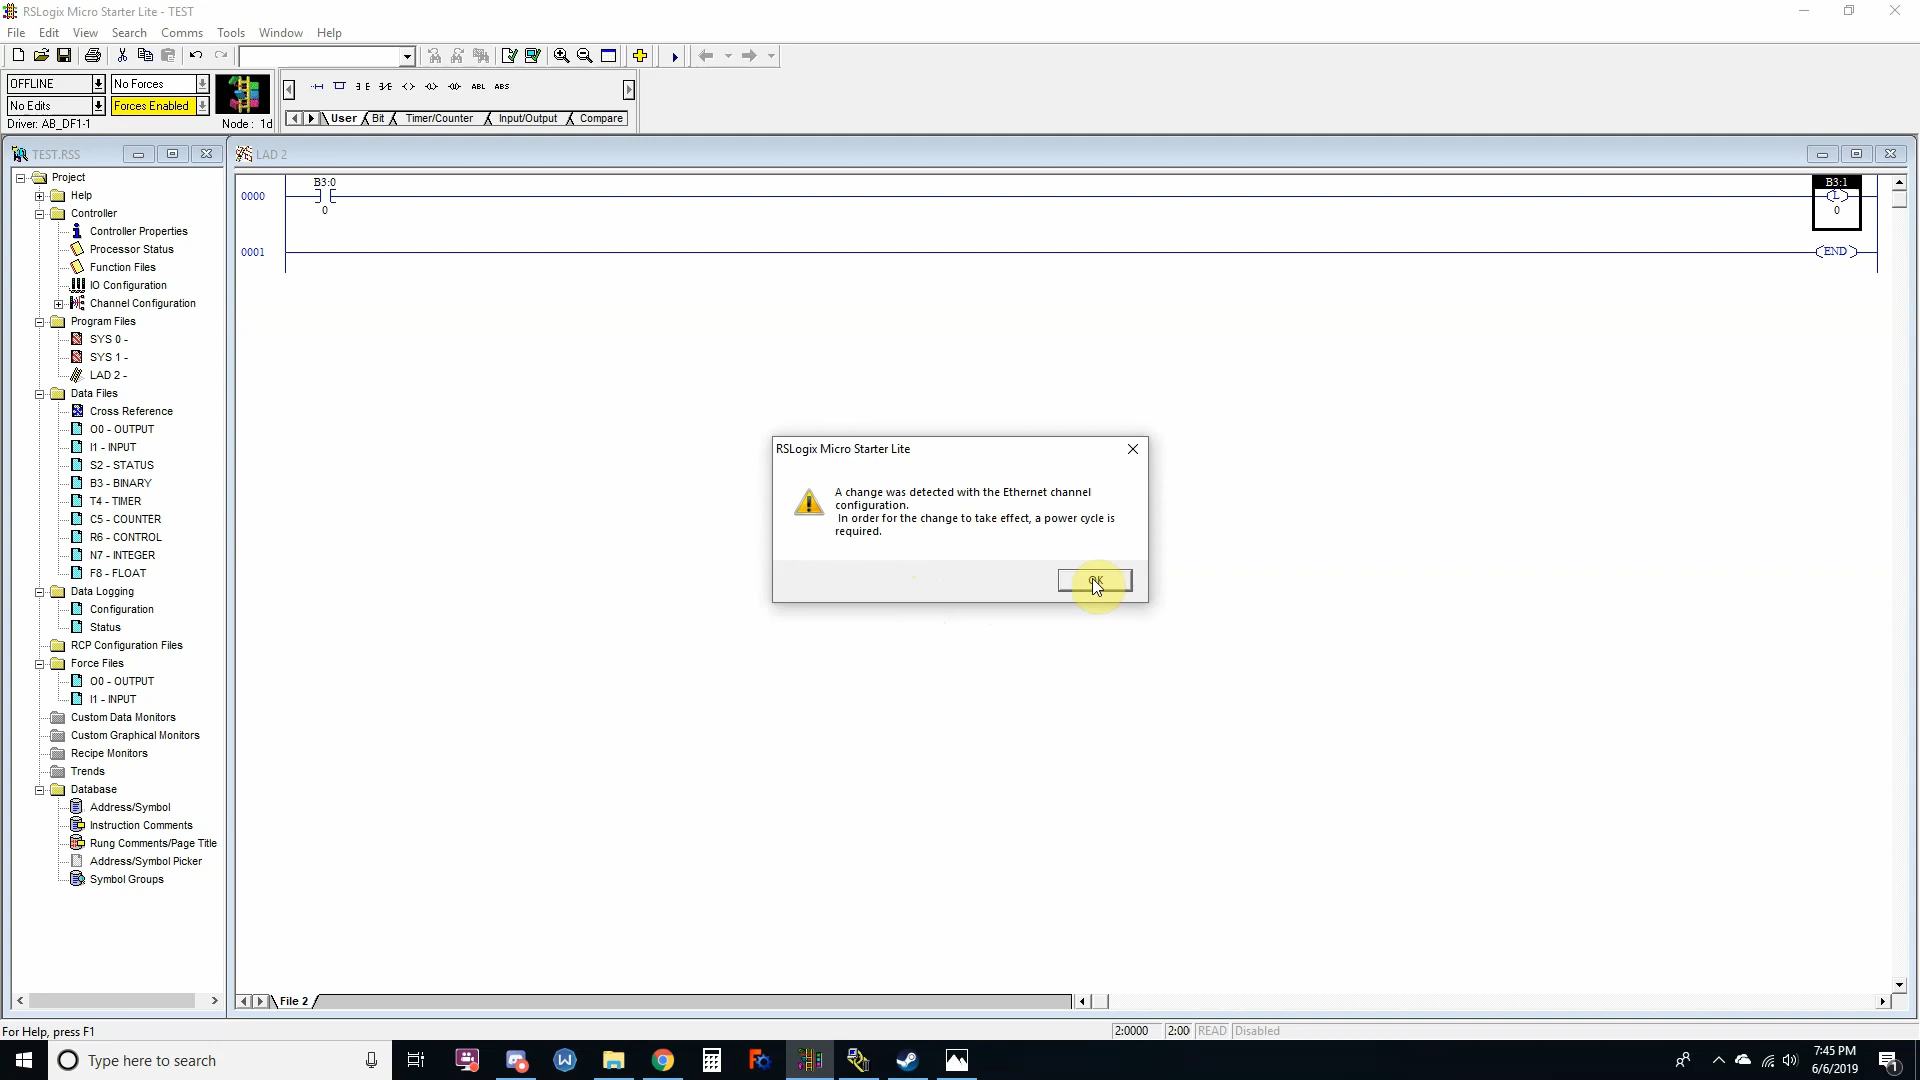 RSLogix Micro Starter Lite - TEST
File Edit View Search Comms Tools Window Help
OFFLINE No Forces
No Edits Forces Enabled
Driver: AB_DF1-1 Node : 1d
ABL ABS
User Bit Timer/Counter Input/Output Compare
TEST.RSS
Project
Help
Controller
Controller Properties
Processor Status
Function Files
IO Configuration
Channel Configuration
Program Files
SYS 0 -
SYS 1 -
LAD 2 -
Data Files
Cross Reference
O0 - OUTPUT
I1 - INPUT
S2 - STATUS
B3 - BINARY
T4 - TIMER
C5 - COUNTER
R6 - CONTROL
N7 - INTEGER
F8 - FLOAT
Data Logging
Configuration
Status
RCP Configuration Files
Force Files
O0 - OUTPUT
I1 - INPUT
Custom Data Monitors
Custom Graphical Monitors
Recipe Monitors
Trends
Database
Address/Symbol
Instruction Comments
Rung Comments/Page Title
Address/Symbol Picker
Symbol Groups
LAD 2
B3:0 B3:1
0000 L
0 0
0001 END
RSLogix Micro Starter Lite
A change was detected with the Ethernet channel
configuration.
In order for the change to take effect, a power cycle is
required.
OK
File 2
For Help, press F1
2:0000 2:00 READ Disabled
Type here to search
7:45 PM
6/6/2019
1